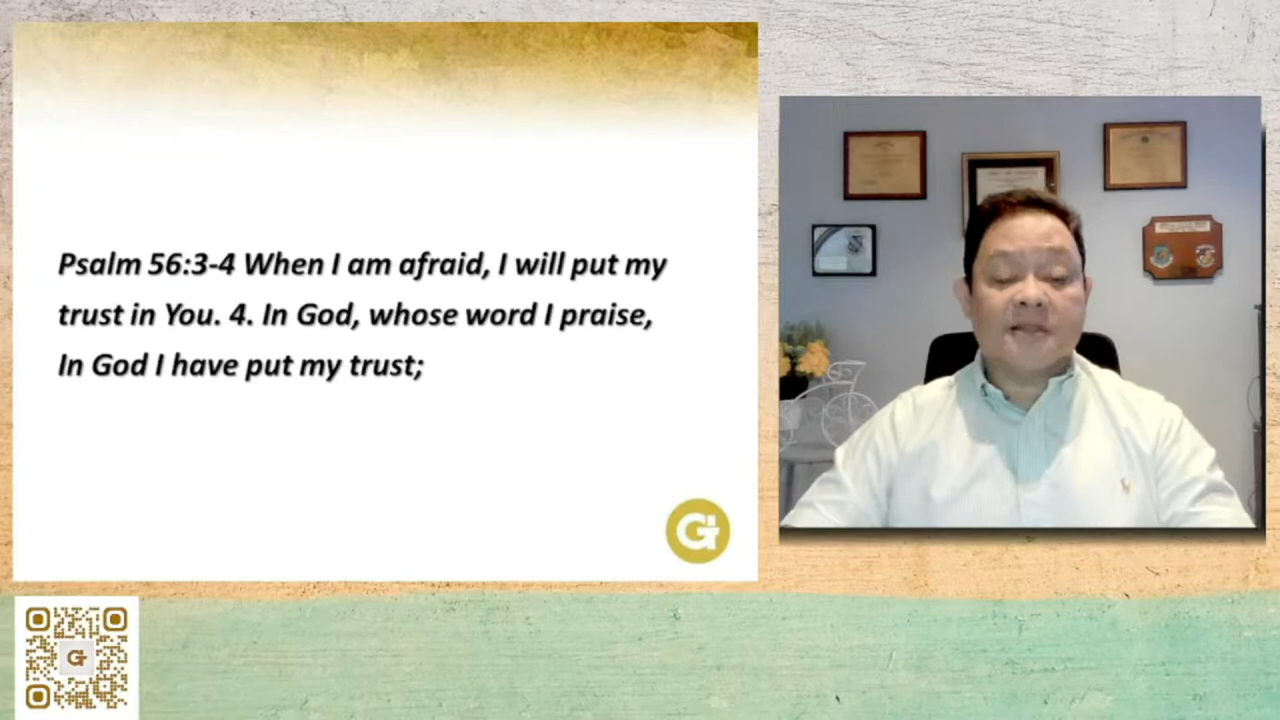 Psalm 56:3-4 When I am afraid, I will put my
trust in You. 4. In God, whose word I praise,
In God I have put my trust;
G